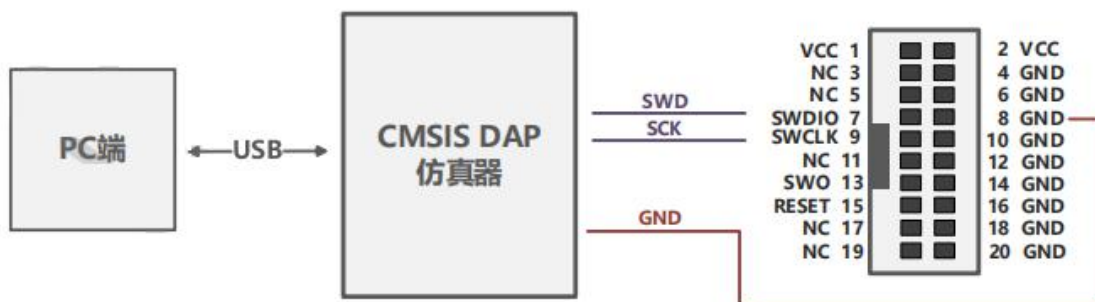 PC端
USB
CMSIS DAP
仿真器
SWD
SCK
GND
VCC 1
2 VCC
NC 3
4 GND
NC 5
6 GND
SWDIO 7
8 GND
SWCLK 9
10 GND
NC 11
12 GND
SWO 13
14 GND
RESET 15
16 GND
NC 17
18 GND
NC 19
20 GND